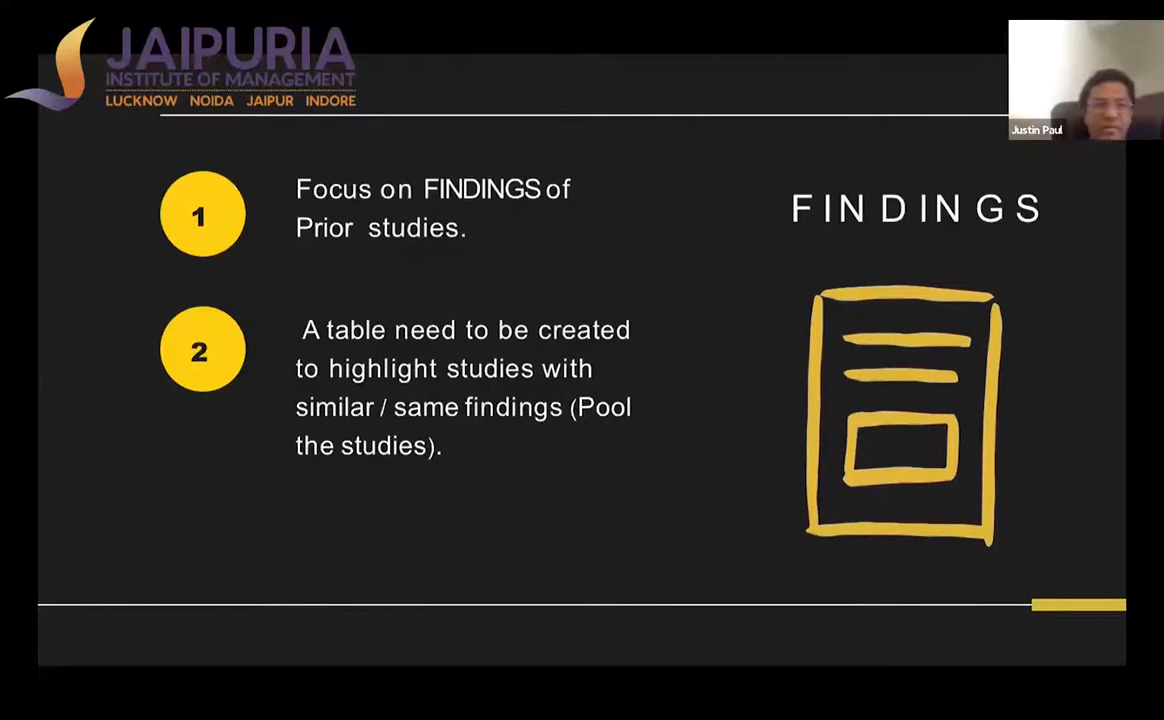 JAIPURIA
INSTITUTE OF MANAGEMENT
LUCKNOW NOIDA JAIPUR INDORE
Justin Paul
FINDINGS
1
Focus on FINDINGS of
Prior studies.
2
A table need to be created
to highlight studies with
similar / same findings (Pool
the studies).